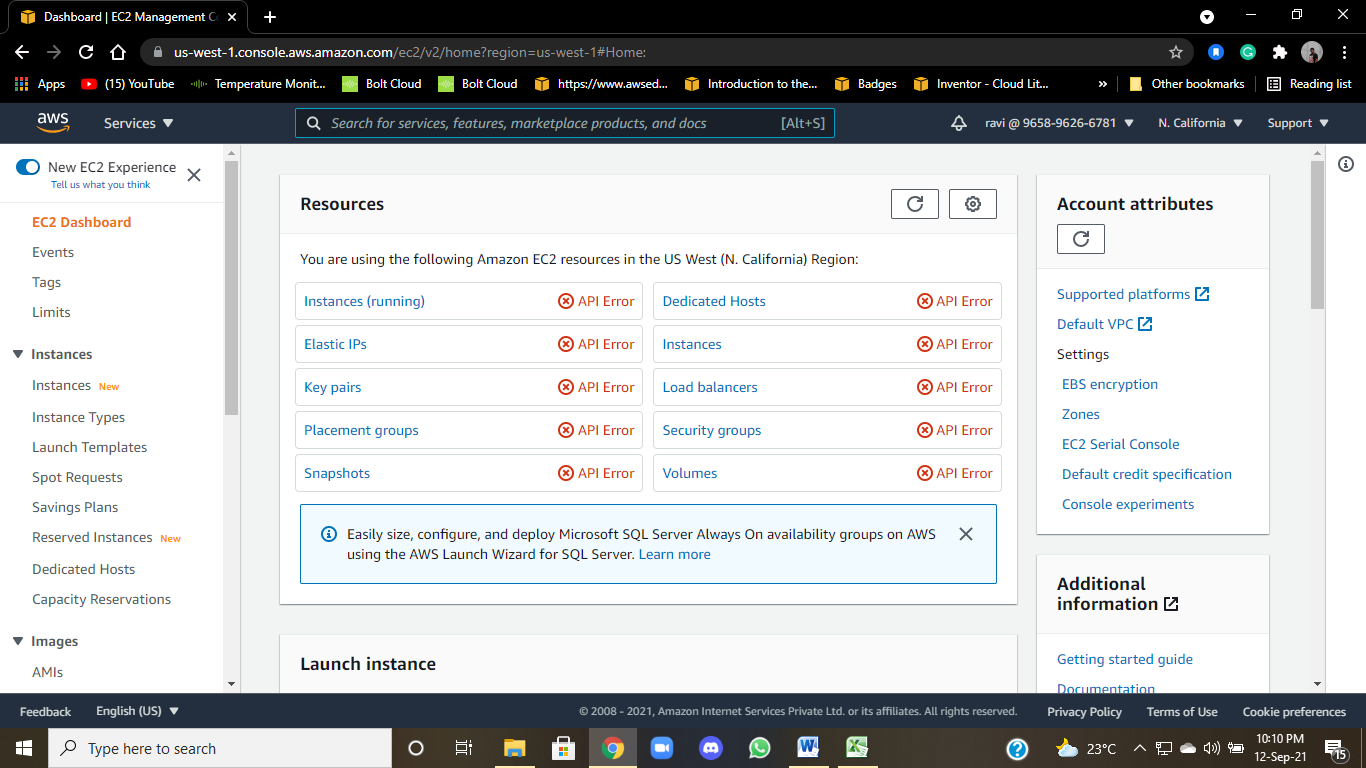 Dashboard | EC2 Management Co
us-west-1.console.aws.amazon.com/ec2/v2/home?region=us-west-1#Home:
Apps
(15) YouTube
Temperature Monit...
Bolt Cloud
Bolt Cloud
https://www.awsed...
Introduction to the...
Badges
Inventor - Cloud Lit...
»
Other bookmarks
Reading list
aws
Services
Search for services, features, marketplace products, and docs
[Alt+S]
ravi @ 9658-9626-6781
N. California
Support
New EC2 Experience
Tell us what you think
EC2 Dashboard
Events
Tags
Limits
Instances
Instances New
Instance Types
Launch Templates
Spot Requests
Savings Plans
Reserved Instances New
Dedicated Hosts
Capacity Reservations
Images
AMIs
Resources
You are using the following Amazon EC2 resources in the US West (N. California) Region:
Instances (running) API Error
Dedicated Hosts API Error
Elastic IPs API Error
Instances API Error
Key pairs API Error
Load balancers API Error
Placement groups API Error
Security groups API Error
Snapshots API Error
Volumes API Error
Easily size, configure, and deploy Microsoft SQL Server Always On availability groups on AWS
using the AWS Launch Wizard for SQL Server. Learn more
Launch instance
Account attributes
Supported platforms
Default VPC
Settings
EBS encryption
Zones
EC2 Serial Console
Default credit specification
Console experiments
Additional
information
Getting started guide
Documentation
Feedback
English (US)
© 2008 - 2021, Amazon Internet Services Private Ltd. or its affiliates. All rights reserved.
Privacy Policy
Terms of Use
Cookie preferences
Type here to search
23°C
10:10 PM
12-Sep-21
15